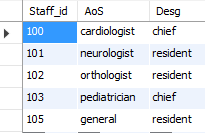 Staff_id AoS Desg
100 cardiologist chief
101 neurologist resident
102 orthologist resident
103 pediatrician chief
105 general resident